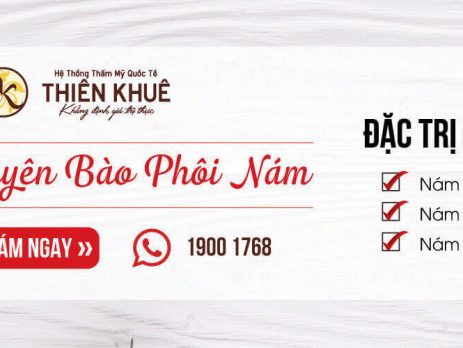 Hệ Thống Thẩm Mỹ Quốc Tế
THIÊN KHUÊ
Khẳng định giá trị thực
yên Bào Phôi Nám
ÁM NGAY »
1900 1768
ĐẶC TRỊ
Nám
Nám
Nám